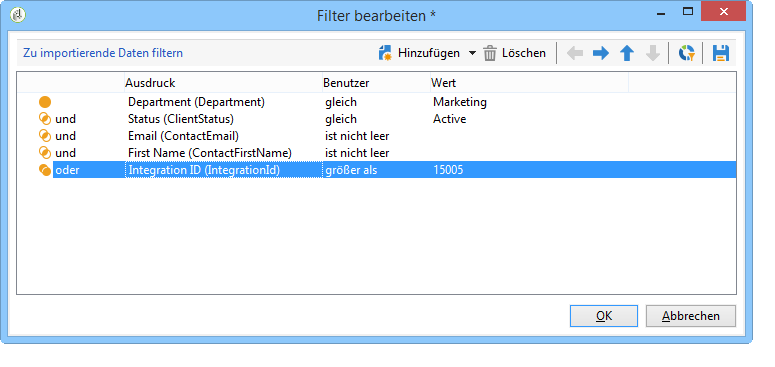 Filter bearbeiten *
Zu importierende Daten filtern Hinzufügen Löschen
Ausdruck Benutzer Wert
Department (Department) gleich Marketing
und Status (ClientStatus) gleich Active
und Email (ContactEmail) ist nicht leer
und First Name (ContactFirstName) ist nicht leer
oder Integration ID (IntegrationId) größer als 15005
OK Abbrechen